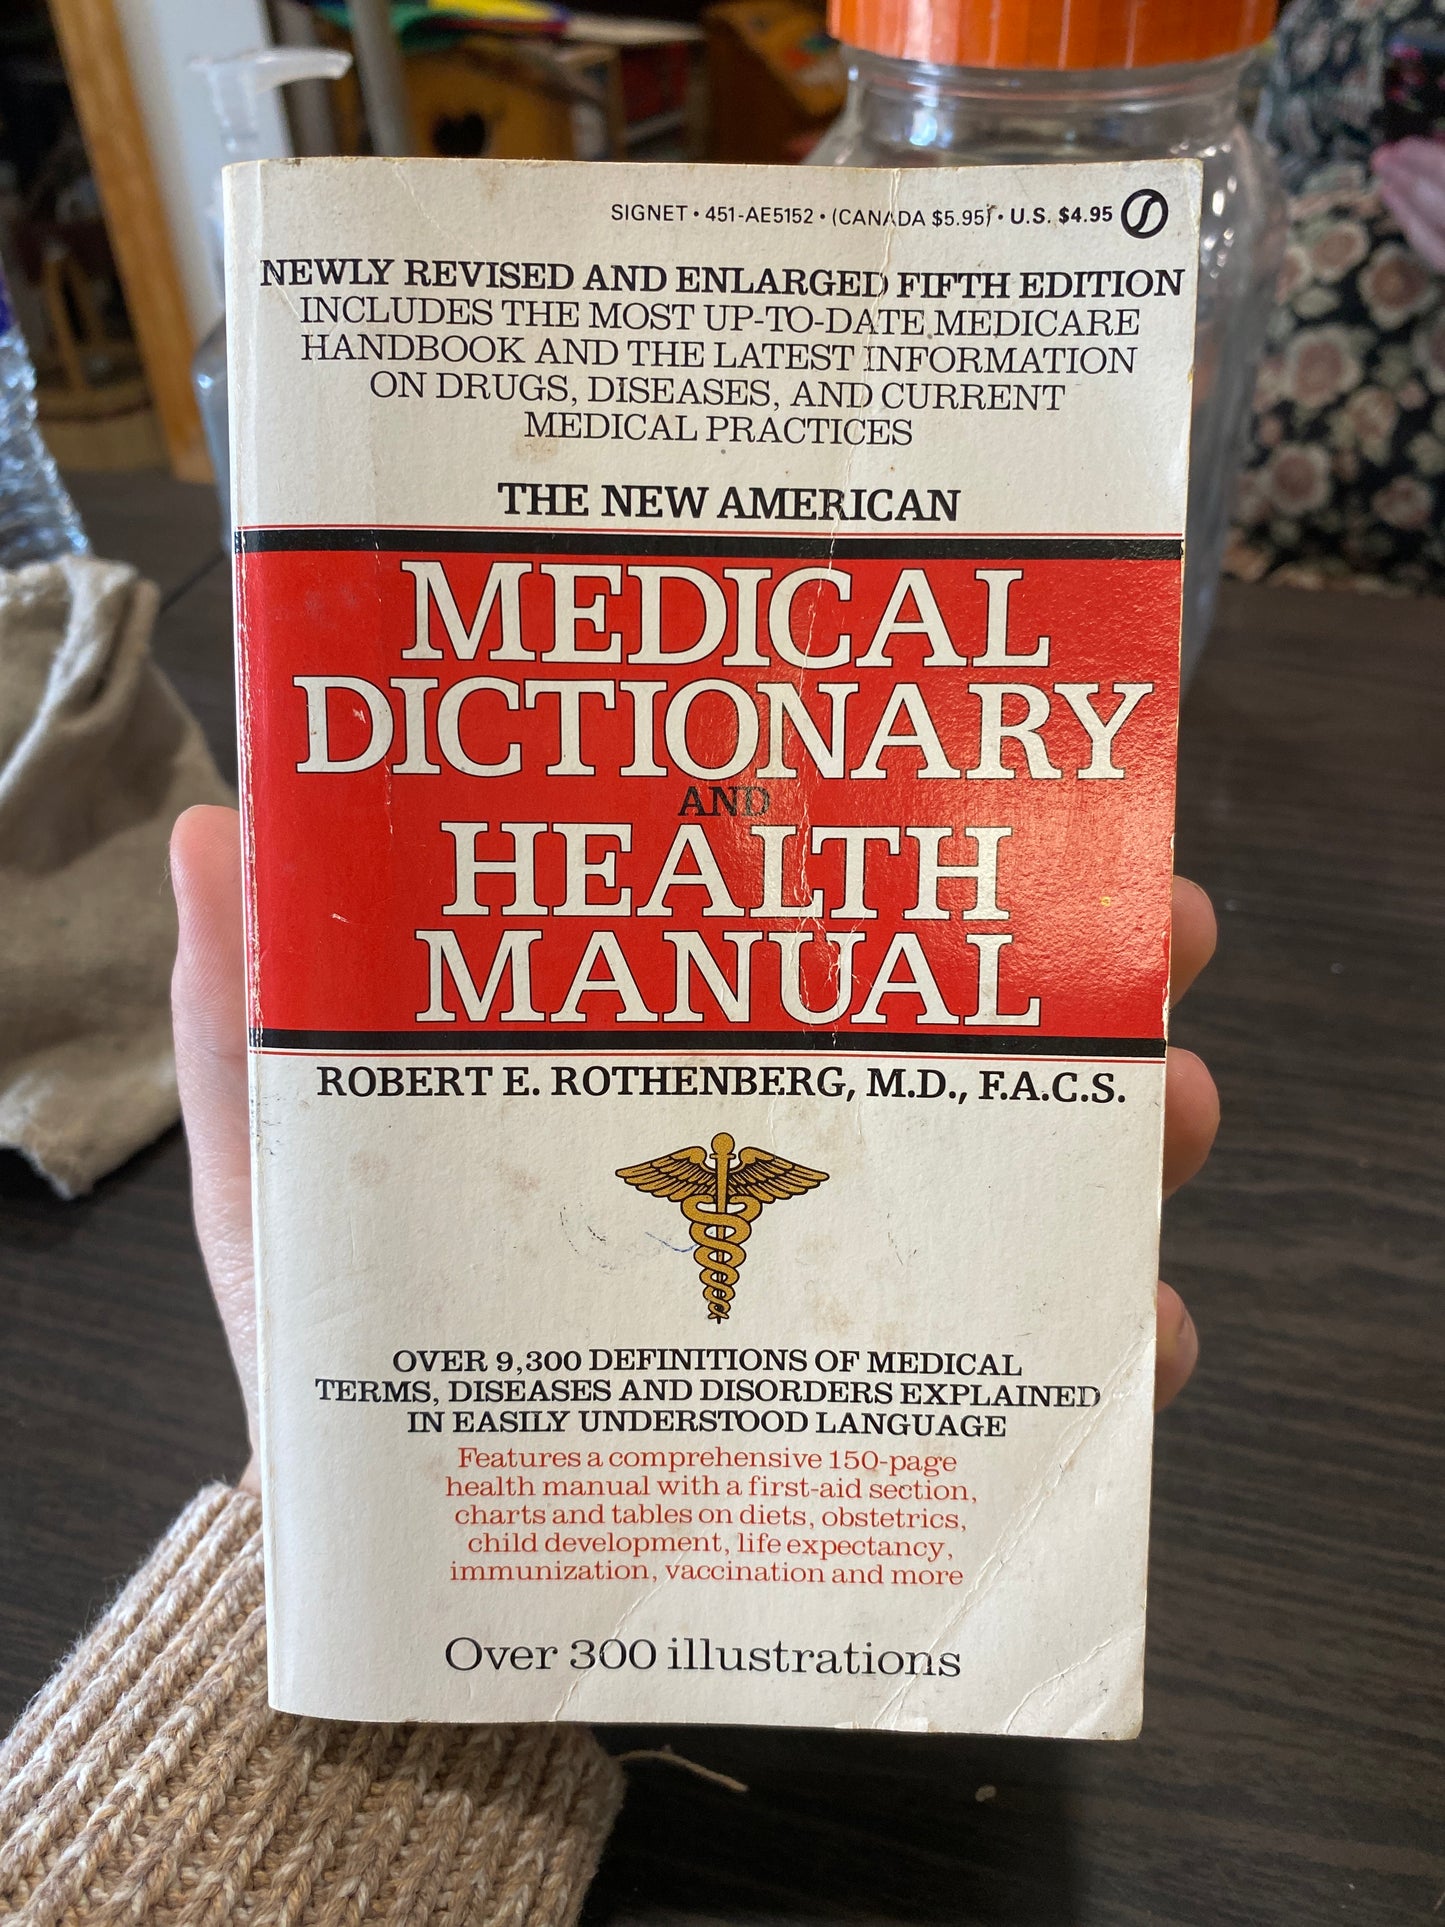 SIGNET • 451-AE5152 • (CANADA $5.95) • U.S. $4.95
NEWLY REVISED AND ENLARGED FIFTH EDITION
INCLUDES THE MOST UP-TO-DATE MEDICARE
HANDBOOK AND THE LATEST INFORMATION
ON DRUGS, DISEASES, AND CURRENT
MEDICAL PRACTICES
THE NEW AMERICAN
MEDICAL
DICTIONARY
AND
HEALTH
MANUAL
ROBERT E. ROTHENBERG, M.D., F.A.C.S.
OVER 9,300 DEFINITIONS OF MEDICAL
TERMS, DISEASES AND DISORDERS EXPLAINED
IN EASILY UNDERSTOOD LANGUAGE
Features a comprehensive 150-page
health manual with a first-aid section,
charts and tables on diets, obstetrics,
child development, life expectancy,
immunization, vaccination and more
Over 300 illustrations